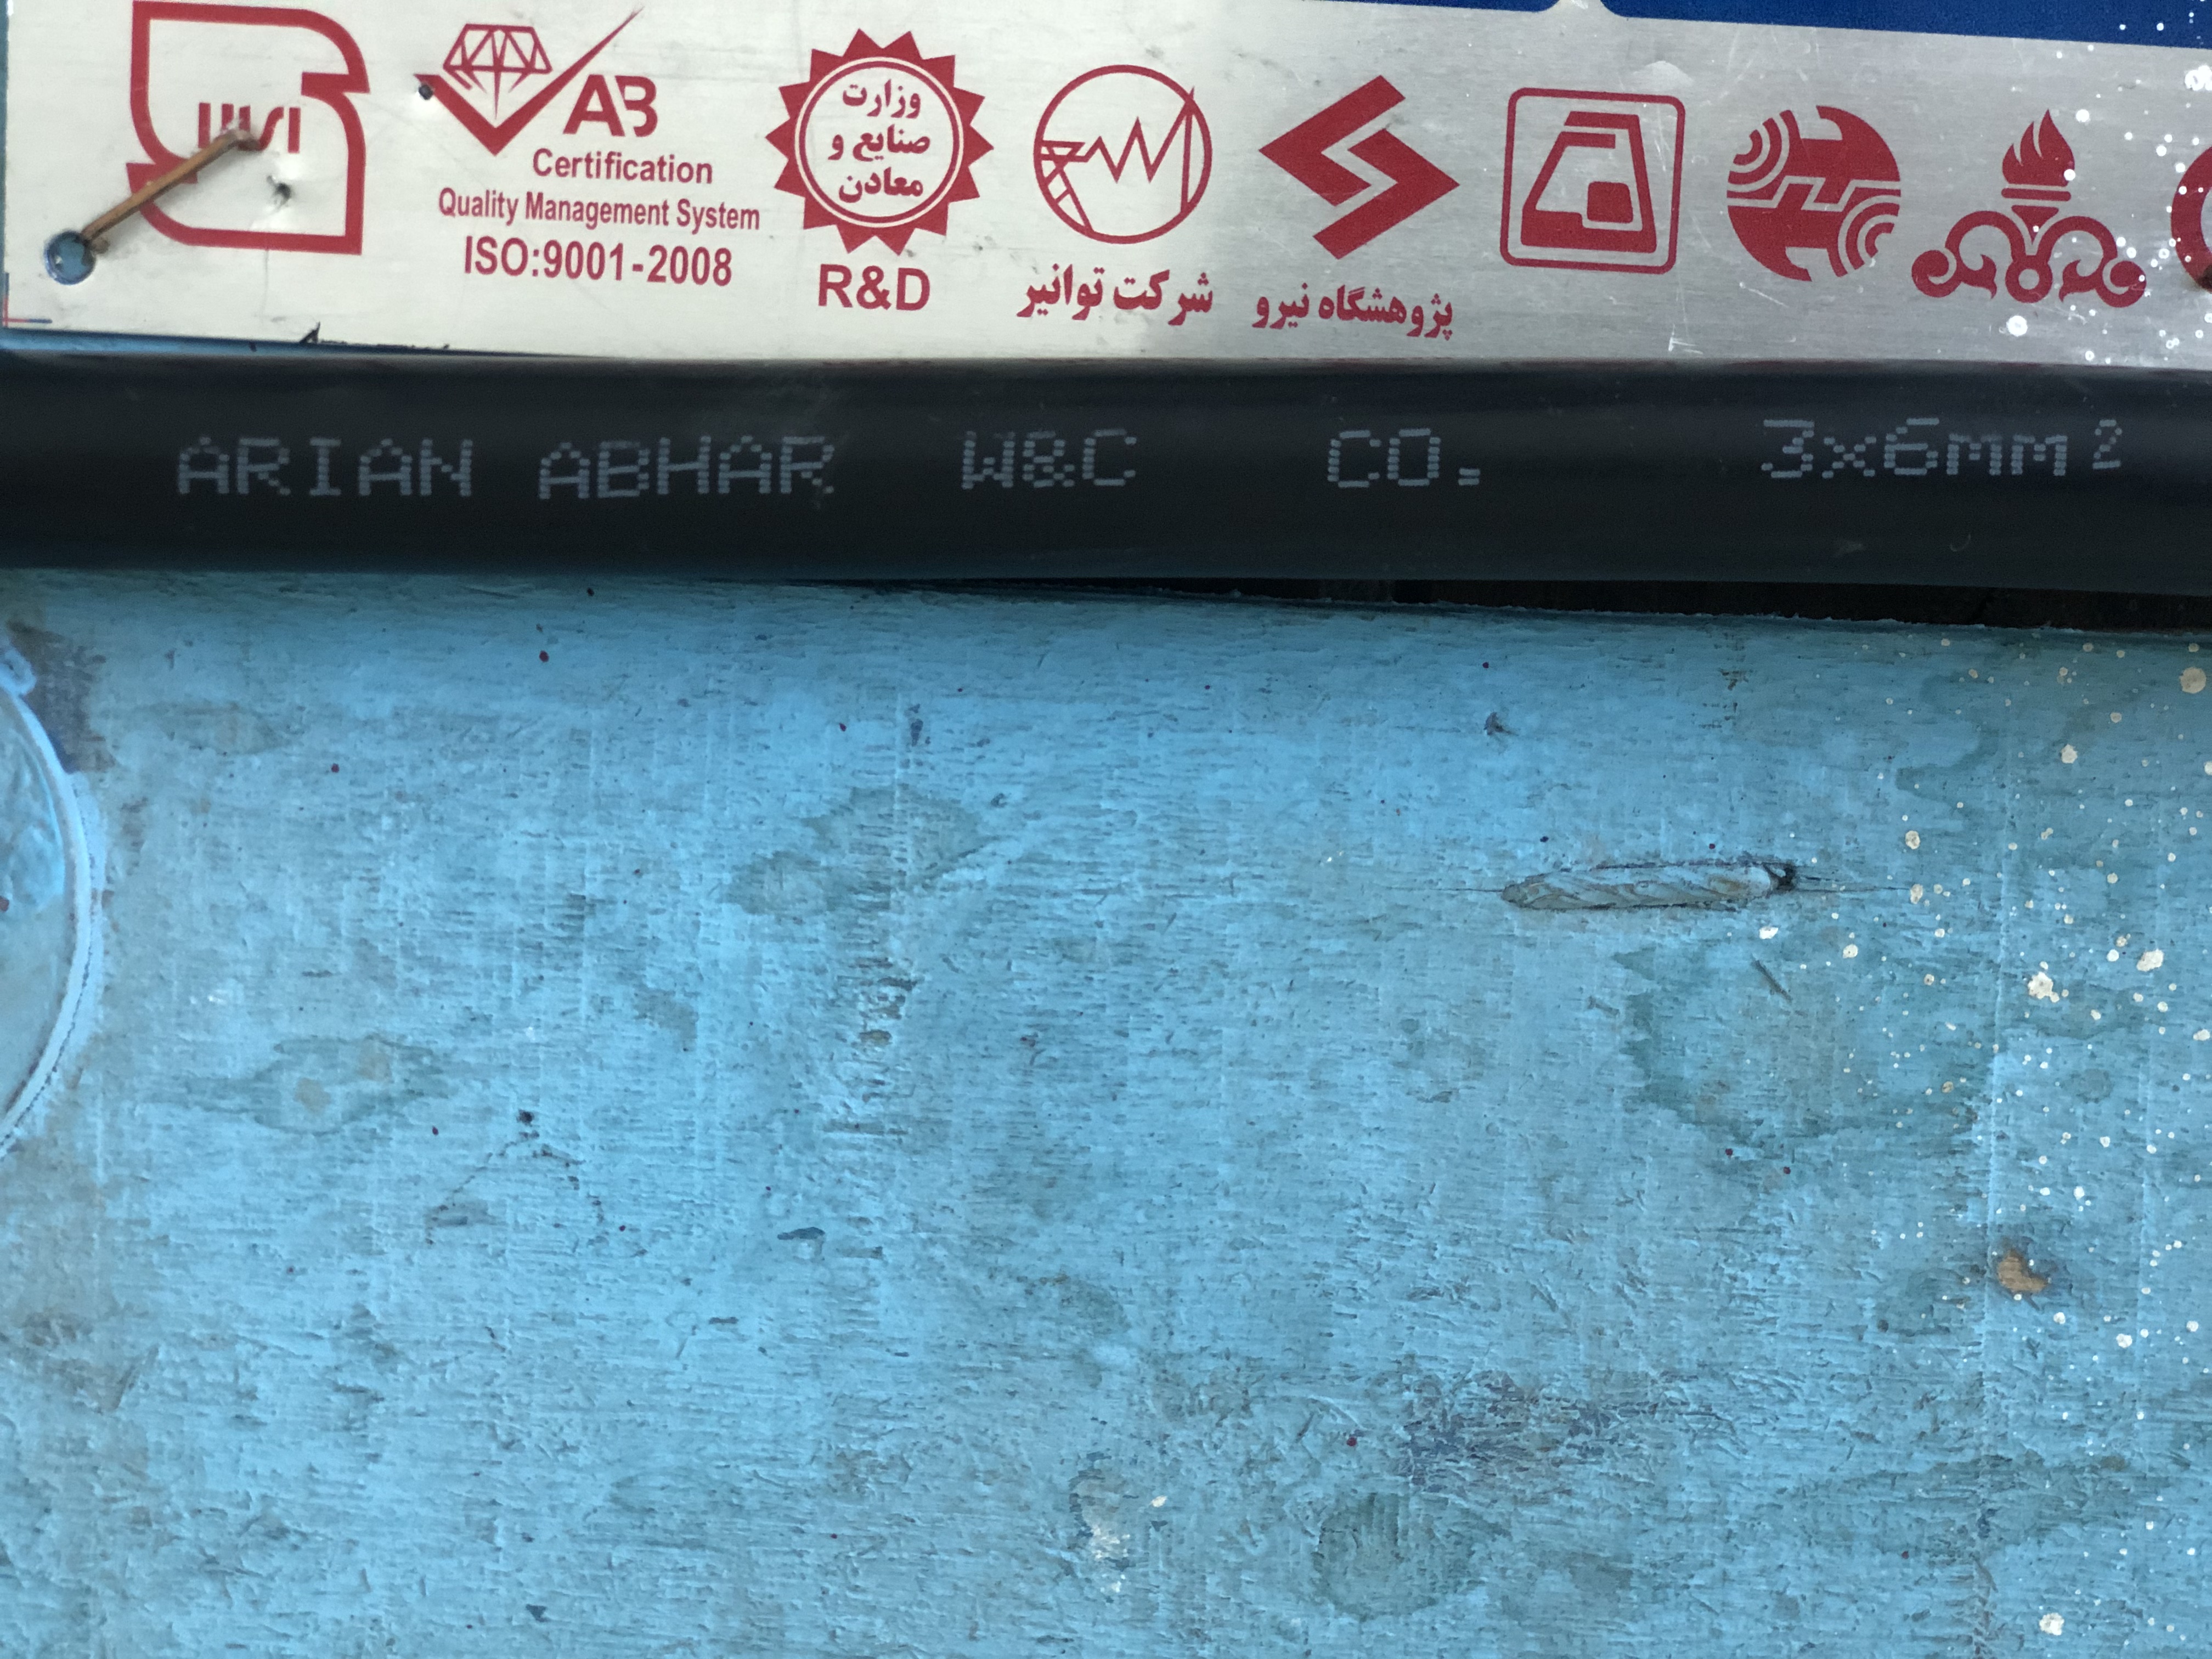 AB
Certification
Quality Management System
ISO:9001-2008
وزارت
صنایع و
معادن
R&D
شرکت توانیر
پژوهشگاه نیرو
ARIAN ABHAR W&C CO. 3x6mm²